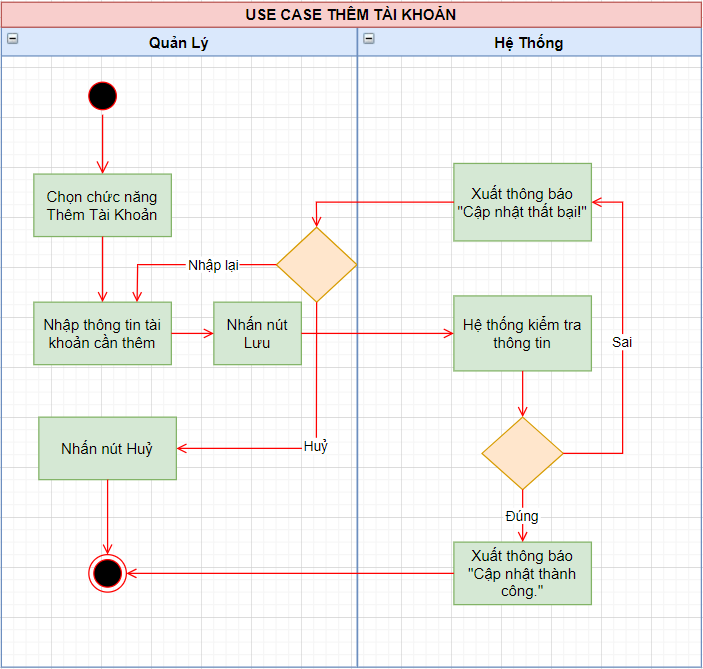 USE CASE THÊM TÀI KHOẢN
Quản Lý
Hệ Thống
Chọn chức năng
Thêm Tài Khoản
Xuất thông báo
"Cập nhật thất bại!"
Nhập lại
Nhập thông tin tài
khoản cần thêm
Nhấn nút
Lưu
Hệ thống kiểm tra
thông tin
Sai
Nhấn nút Huỷ
Huỷ
Đúng
Xuất thông báo
"Cập nhật thành
công."